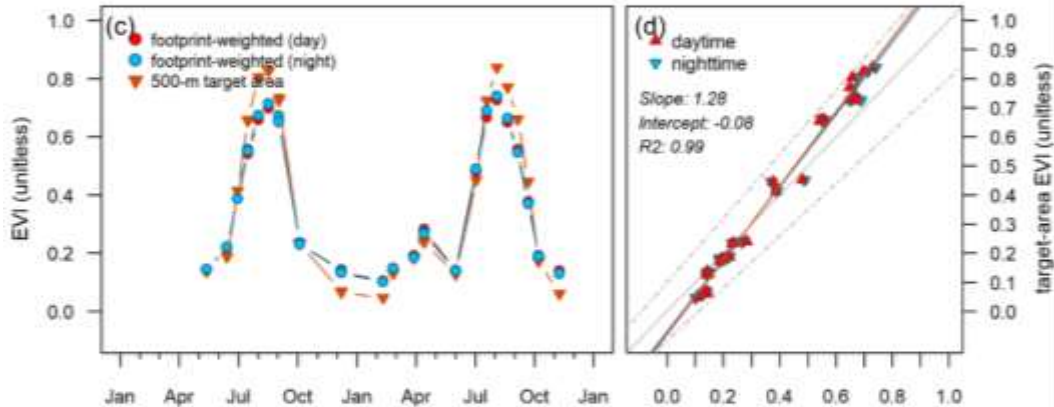 (c)
footprint-weighted (day)
footprint-weighted (night)
500-m target area
EVI (unitless)
1.0
0.8
0.6
0.4
0.2
0.0
Jan Apr Jul Oct Jan Apr Jul Oct Jan
(d)
daytime
nighttime
Slope: 1.28
Intercept: -0.08
R2: 0.99
0.0 0.2 0.4 0.6 0.8 1.0
1.0
0.9
0.8
0.7
0.6
0.5
0.4
0.3
0.2
0.1
0.0
target-area EVI (unitless)